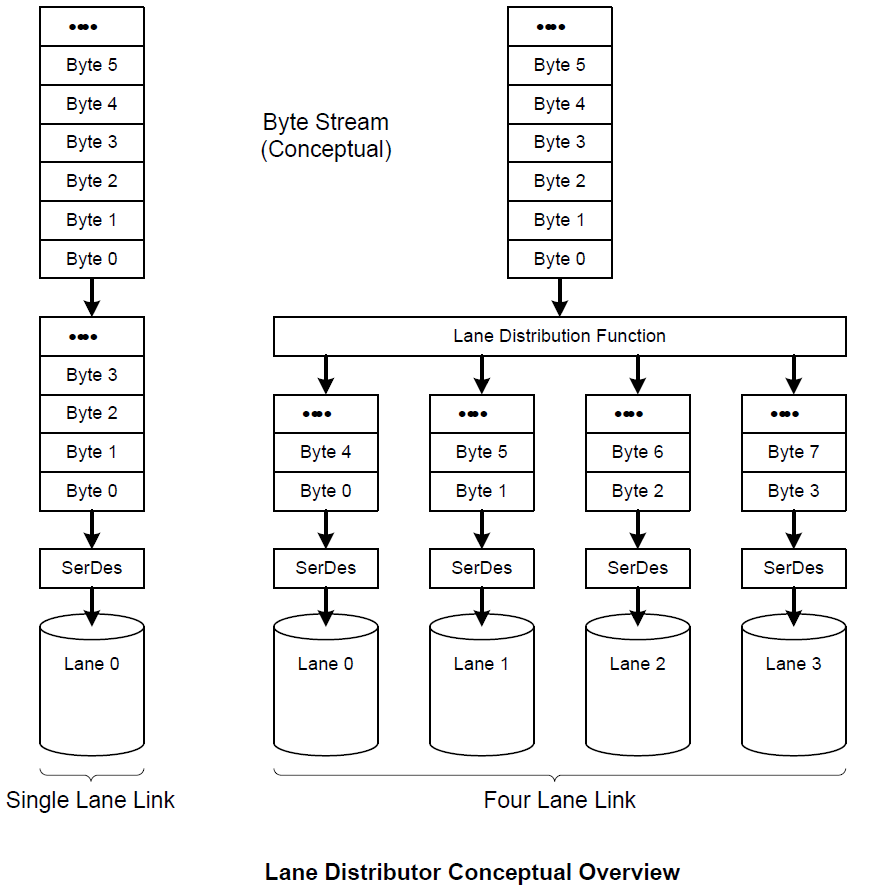 ••••
Byte 5
Byte 4
Byte 3
Byte 2
Byte 1
Byte 0
••••
Byte 3
Byte 2
Byte 1
Byte 0
SerDes
Lane 0
Single Lane Link
Byte Stream
(Conceptual)
••••
Byte 5
Byte 4
Byte 3
Byte 2
Byte 1
Byte 0
Lane Distribution Function
••••
Byte 4
Byte 0
SerDes
Lane 0
••••
Byte 5
Byte 1
SerDes
Lane 1
••••
Byte 6
Byte 2
SerDes
Lane 2
••••
Byte 7
Byte 3
SerDes
Lane 3
Four Lane Link
Lane Distributor Conceptual Overview